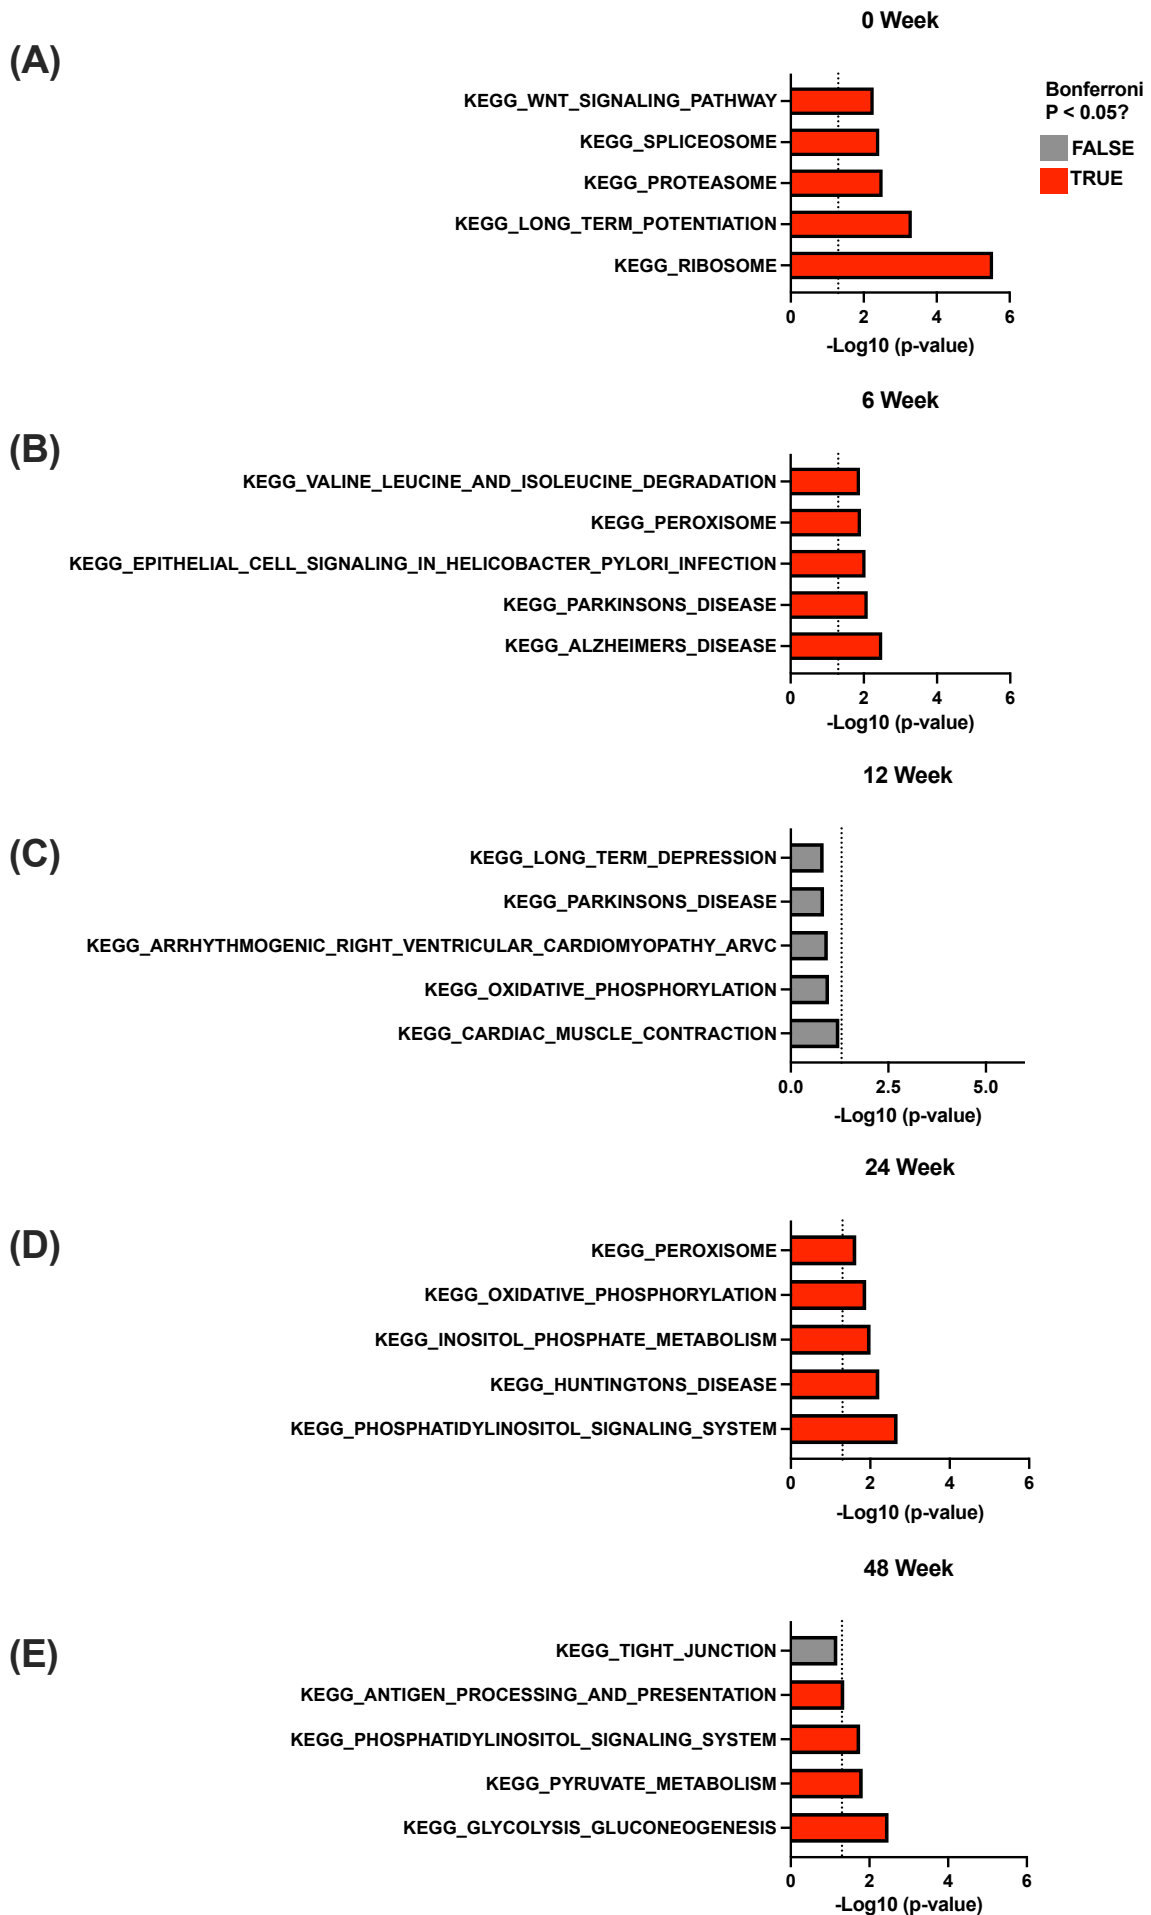 0 Week
(A)
KEGG_WNT_SIGNALING_PATHWAY
KEGG_SPLICEOSOME
KEGG_PROTEASOME
KEGG_LONG_TERM_POTENTIATION
KEGG_RIBOSOME
0 2 4 6
-Log10 (p-value)
Bonferroni
P < 0.05?
FALSE
TRUE
6 Week
(B)
KEGG_VALINE_LEUCINE_AND_ISOLEUCINE_DEGRADATION
KEGG_PEROXISOME
KEGG_EPITHELIAL_CELL_SIGNALING_IN_HELICOBACTER_PYLORI_INFECTION
KEGG_PARKINSONS_DISEASE
KEGG_ALZHEIMERS_DISEASE
0 2 4 6
-Log10 (p-value)
12 Week
(C)
KEGG_LONG_TERM_DEPRESSION
KEGG_PARKINSONS_DISEASE
KEGG_ARRHYTHMOGENIC_RIGHT_VENTRICULAR_CARDIOMYOPATHY_ARVC
KEGG_OXIDATIVE_PHOSPHORYLATION
KEGG_CARDIAC_MUSCLE_CONTRACTION
0.0 2.5 5.0
-Log10 (p-value)
24 Week
(D)
KEGG_PEROXISOME
KEGG_OXIDATIVE_PHOSPHORYLATION
KEGG_INOSITOL_PHOSPHATE_METABOLISM
KEGG_HUNTINGTONS_DISEASE
KEGG_PHOSPHATIDYLINOSITOL_SIGNALING_SYSTEM
0 2 4 6
-Log10 (p-value)
48 Week
(E)
KEGG_TIGHT_JUNCTION
KEGG_ANTIGEN_PROCESSING_AND_PRESENTATION
KEGG_PHOSPHATIDYLINOSITOL_SIGNALING_SYSTEM
KEGG_PYRUVATE_METABOLISM
KEGG_GLYCOLYSIS_GLUCONEOGENESIS
0 2 4 6
-Log10 (p-value)